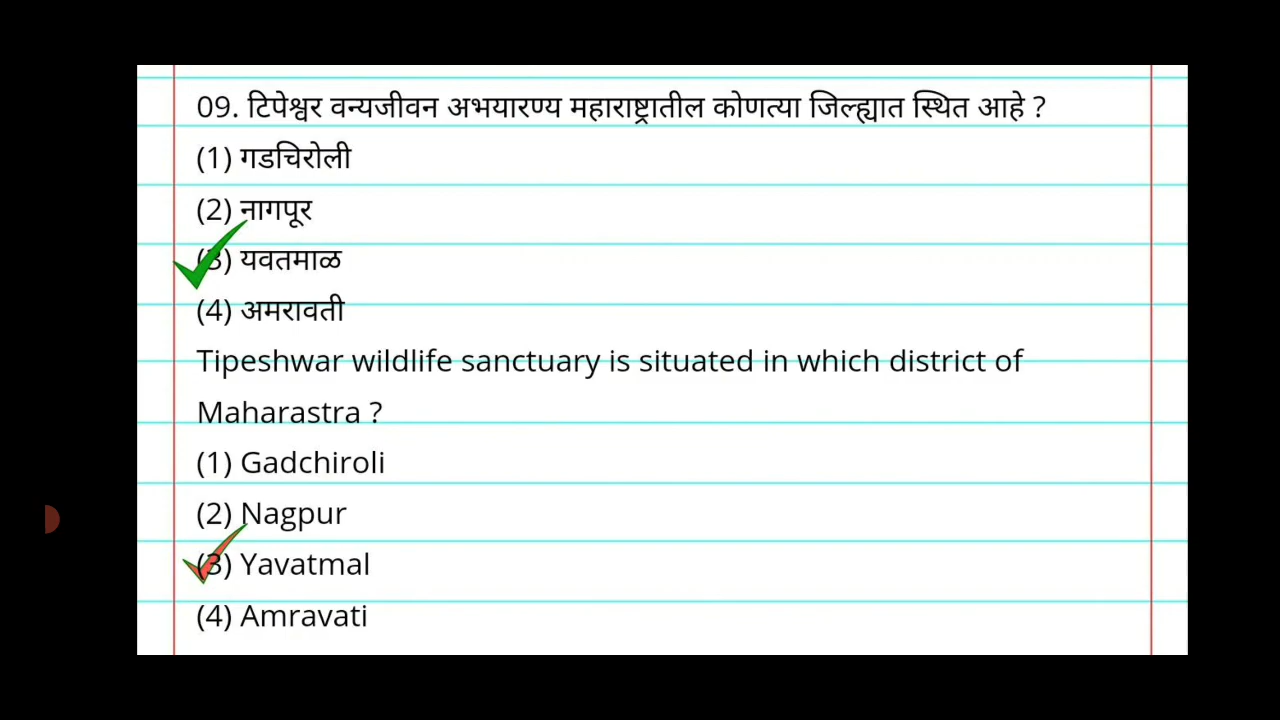 09. टिपेश्वर वन्यजीवन अभयारण्य महाराष्ट्रातील कोणत्या जिल्ह्यात स्थित आहे ?
(1) गडचिरोली
(2) नागपूर
(3) यवतमाळ
(4) अमरावती
Tipeshwar wildlife sanctuary is situated in which district of
Maharastra ?
(1) Gadchiroli
(2) Nagpur
(3) Yavatmal
(4) Amravati